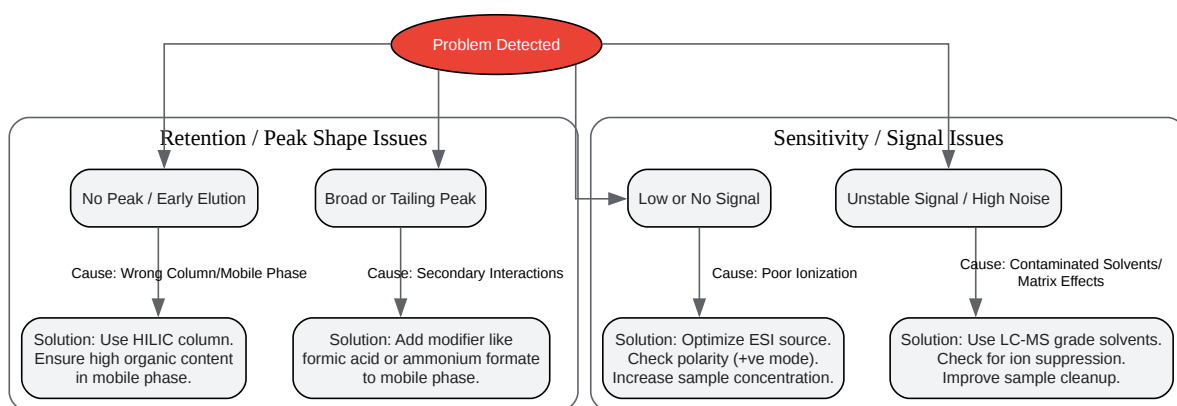 Problem Detected
Retention / Peak Shape Issues
Sensitivity / Signal Issues
No Peak / Early Elution
Broad or Tailing Peak
Low or No Signal
Unstable Signal / High Noise
Cause: Wrong Column/Mobile Phase
Cause: Secondary Interactions
Cause: Poor Ionization
Cause: Contaminated Solvents/
Matrix Effects
Solution: Use HILIC column.
Ensure high organic content
in mobile phase.
Solution: Add modifier like
formic acid or ammonium formate
to mobile phase.
Solution: Optimize ESI source.
Check polarity (+ve mode).
Increase sample concentration.
Solution: Use LC-MS grade solvents.
Check for ion suppression.
Improve sample cleanup.